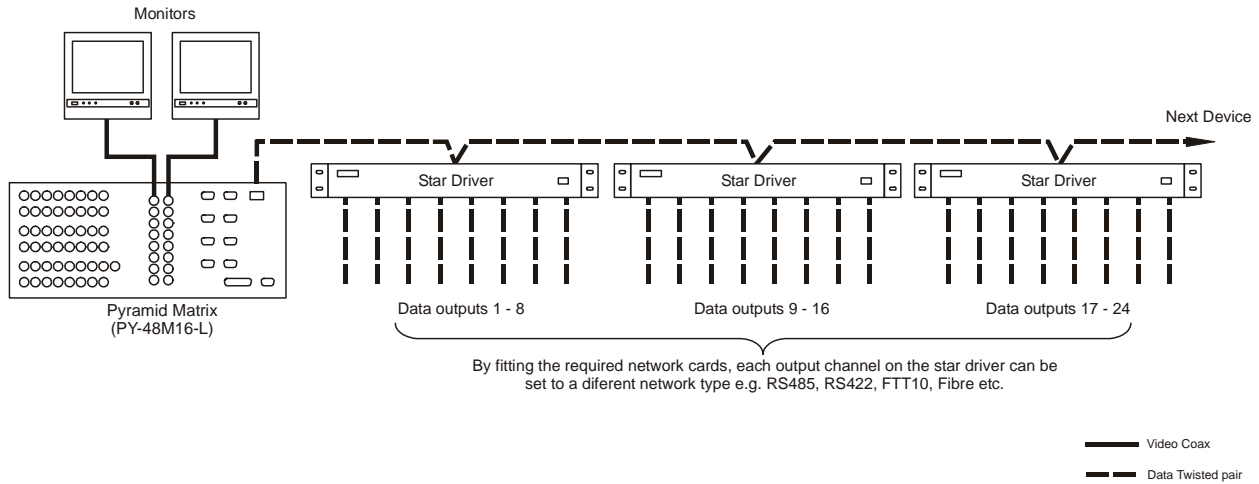 Monitors
Next Device
Star Driver
Star Driver
Star Driver
Pyramid Matrix
(PY-48M16-L)
Data outputs 1 - 8
Data outputs 9 - 16
Data outputs 17 - 24
By fitting the required network cards, each output channel on the star driver can be
set to a diferent network type e.g. RS485, RS422, FTT10, Fibre etc.
Video Coax
Data Twisted pair